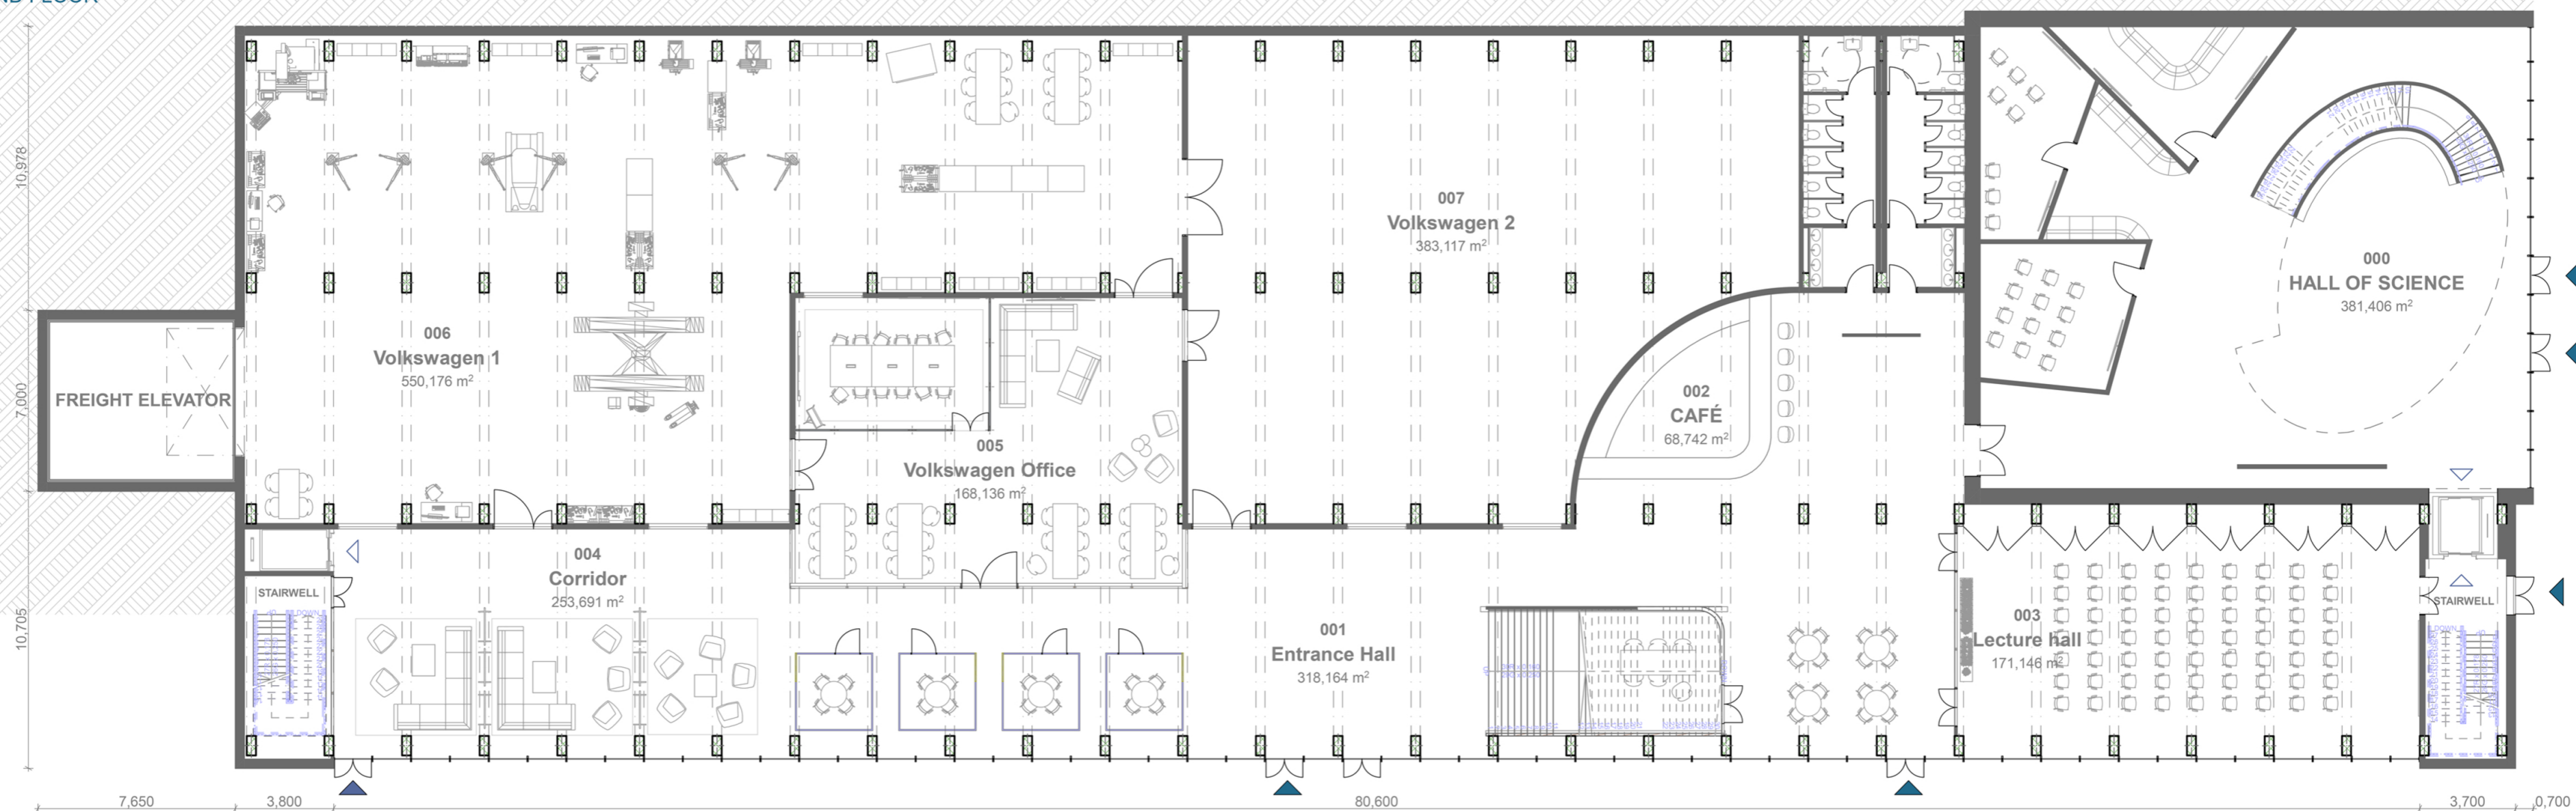 ND FLOOR
007
Volkswagen 2
383,117 m²
000
HALL OF SCIENCE
381,406 m²
006
Volkswagen 1
550,176 m²
FREIGHT ELEVATOR
002
CAFÉ
68,742 m²
005
Volkswagen Office
168,136 m²
004
Corridor
253,691 m²
STAIRWELL
DOWN
001
Entrance Hall
318,164 m²
003
Lecture hall
171,146 m²
STAIRWELL
DOWN
10,978
7,000
10,705
7,650
3,800
80,600
3,700
0,700